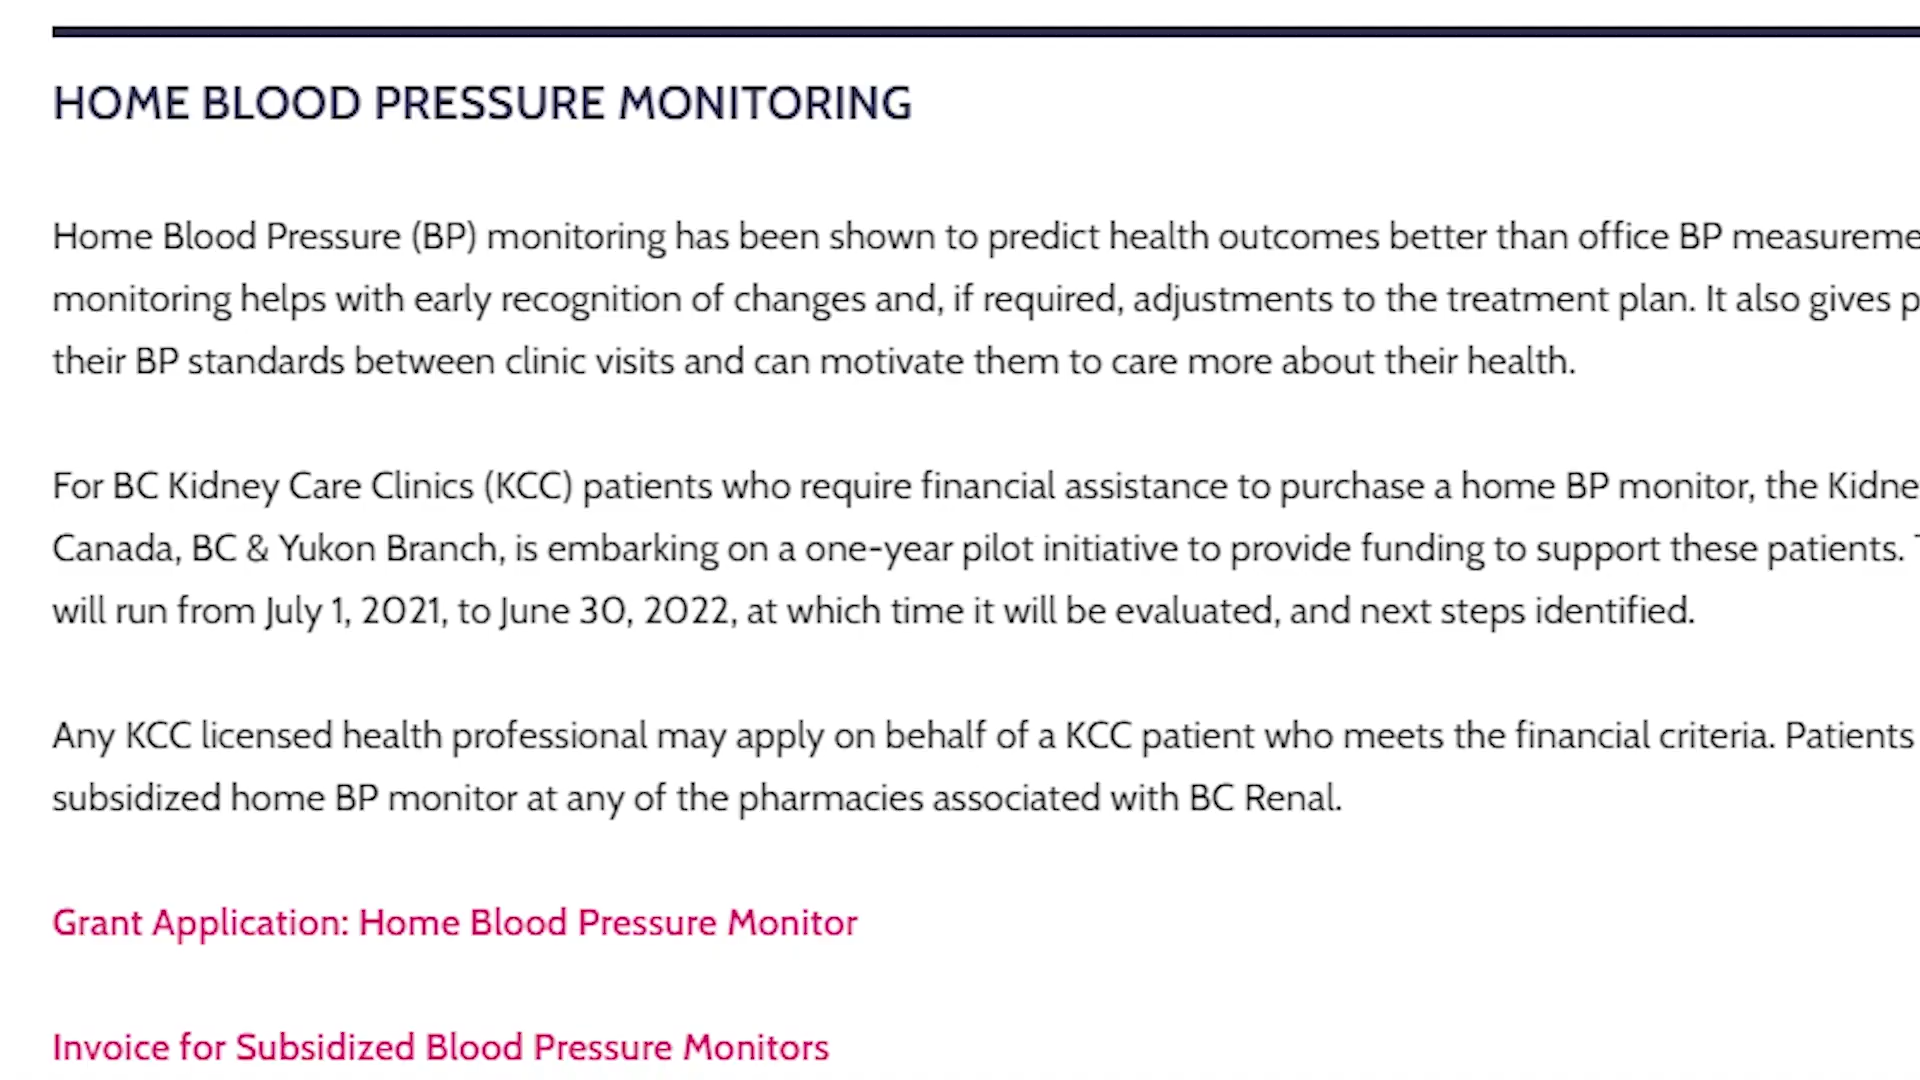 HOME BLOOD PRESSURE MONITORING
Home Blood Pressure (BP) monitoring has been shown to predict health outcomes better than office BP measureme
monitoring helps with early recognition of changes and, if required, adjustments to the treatment plan. It also gives p
their BP standards between clinic visits and can motivate them to care more about their health.
For BC Kidney Care Clinics (KCC) patients who require financial assistance to purchase a home BP monitor, the Kidne
Canada, BC & Yukon Branch, is embarking on a one-year pilot initiative to provide funding to support these patients.
will run from July 1, 2021, to June 30, 2022, at which time it will be evaluated, and next steps identified.
Any KCC licensed health professional may apply on behalf of a KCC patient who meets the financial criteria. Patients
subsidized home BP monitor at any of the pharmacies associated with BC Renal.
Grant Application: Home Blood Pressure Monitor
Invoice for Subsidized Blood Pressure Monitors